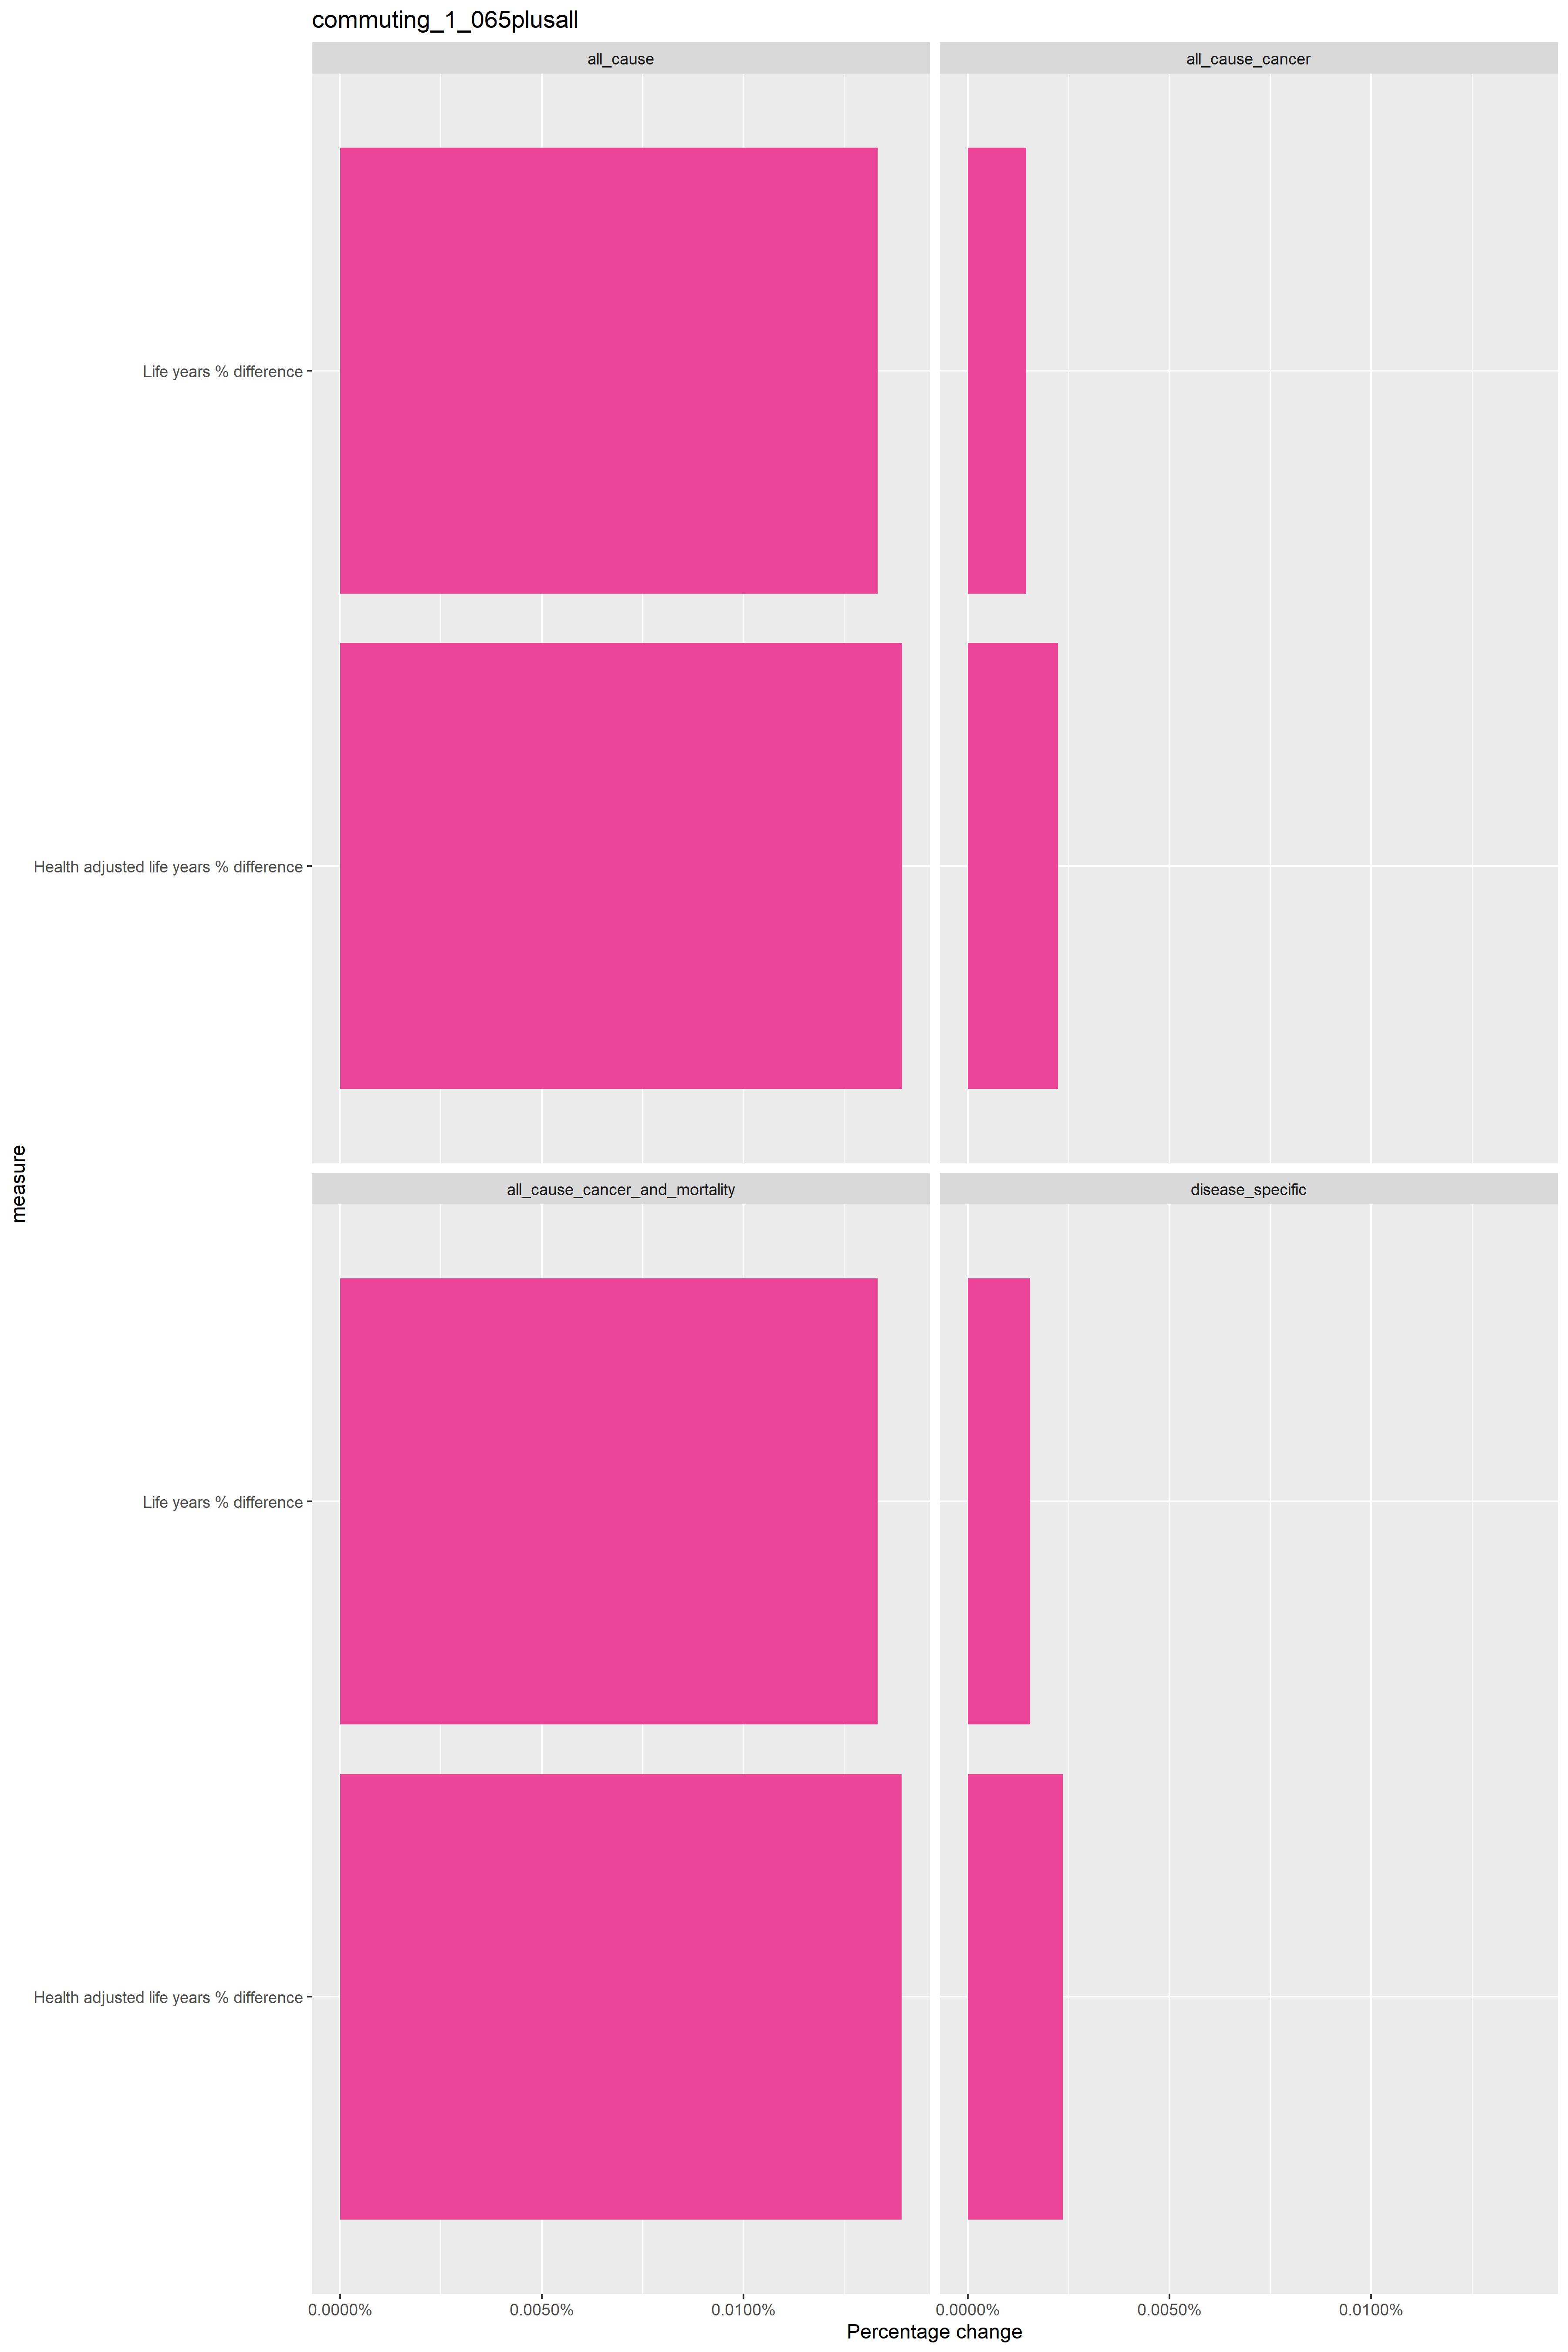 commuting_1_065plusall
all_cause
all_cause_cancer
Life years % difference
Health adjusted life years % difference
measure
all_cause_cancer_and_mortality
disease_specific
Life years % difference
Health adjusted life years % difference
0.0000%
0.0050%
0.0100%
0.0000%
0.0050%
0.0100%
Percentage change